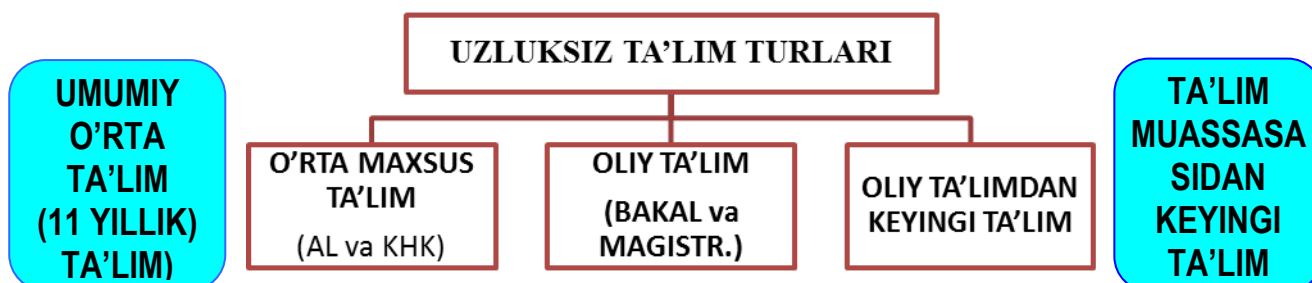 UZLUKSIZ TA’LIM TURLARI
UMUMIY
O’RTA
TA’LIM
(11 YILLIK)
TA’LIM)
O’RTA MAXSUS
TA’LIM
(AL va KHK)
OLIY TA’LIM
(BAKAL va
MAGISTR.)
OLIY TA’LIMDAN
KEYINGI TA’LIM
TA’LIM
MUASSASA
SIDAN
KEYINGI
TA’LIM